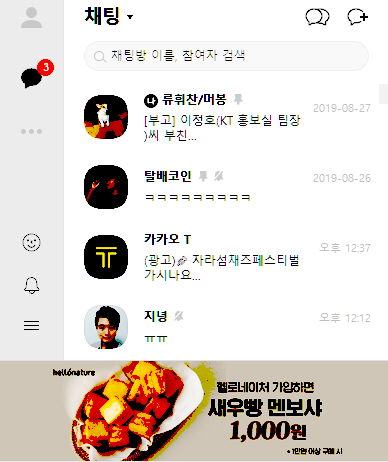 채팅
3
채팅방 이름, 참여자 검색
나 류휘찬/머봉
2019-08-27
[부고] 이정호(KT 홍보실 팀장
)씨 부친...
탈배코인
2019-08-26
ㅋㅋㅋㅋㅋㅋㅋㅋㅋ
카카오 T
오후 12:37
(광고) 자라섬재즈페스티벌
가시나요...
지녕
오후 12:12
ㅠㅠ
hellonature
헬로네이처 가입하면
새우빵 멘보샤
1,000원
*1만원 이상 구매 시